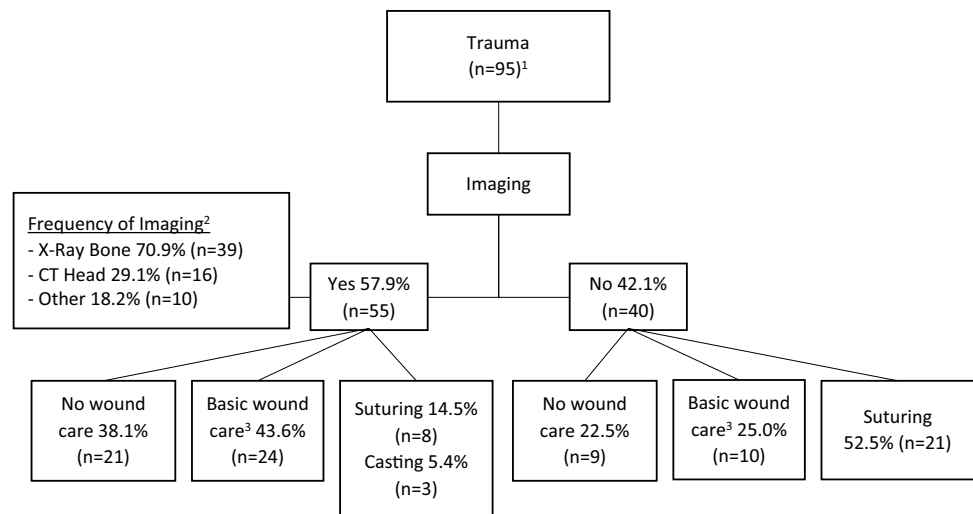 Trauma
(n=95)¹
Imaging
Frequency of Imaging²
- X-Ray Bone 70.9% (n=39)
- CT Head 29.1% (n=16)
- Other 18.2% (n=10)
Yes 57.9%
(n=55)
No 42.1%
(n=40)
No wound
care 38.1%
(n=21)
Basic wound
care³ 43.6%
(n=24)
Suturing 14.5%
(n=8)
Casting 5.4%
(n=3)
No wound
care 22.5%
(n=9)
Basic wound
care³ 25.0%
(n=10)
Suturing
52.5% (n=21)